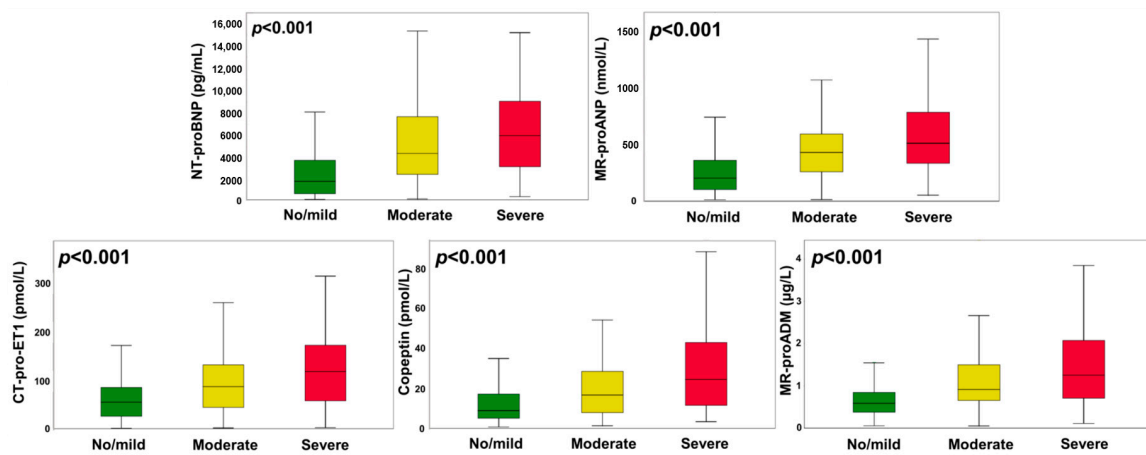 p<0.001
NT-proBNP (pg/mL)
16,000
14,000
12,000
10,000
8000
6000
4000
2000
0
No/mild Moderate Severe
p<0.001
MR-proANP (nmol/L)
1500
1000
500
0
No/mild Moderate Severe
p<0.001
CT-pro-ET1 (pmol/L)
300
200
100
0
No/mild Moderate Severe
p<0.001
Copeptin (pmol/L)
80
60
40
20
0
No/mild Moderate Severe
p<0.001
MR-proADM (µg/L)
4
3
2
1
0
No/mild Moderate Severe